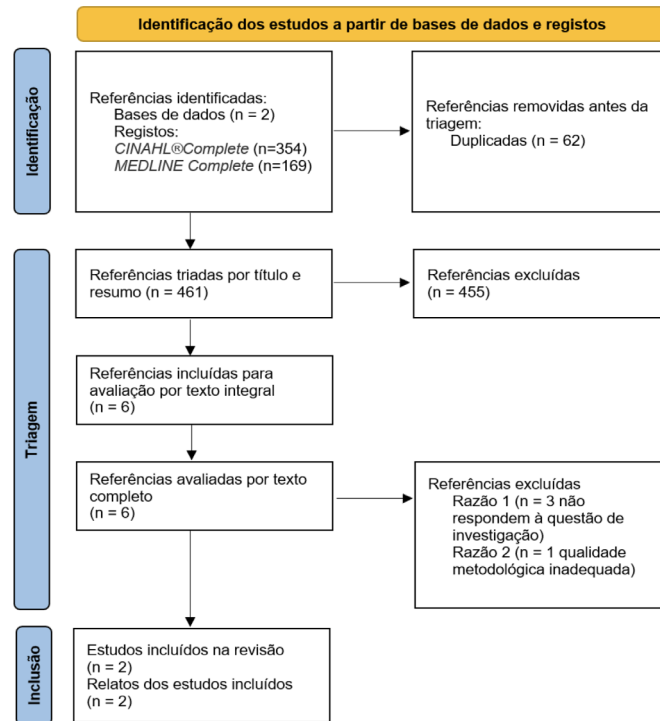 Identificação dos estudos a partir de bases de dados e registos
Identificação
Referências identificadas:
Bases de dados (n = 2)
Registos:
CINAHL®Complete (n=354)
MEDLINE Complete (n=169)
Referências removidas antes da
triagem:
Duplicadas (n = 62)
Triagem
Referências triadas por título e
resumo (n = 461)
Referências excluídas
(n = 455)
Referências incluídas para
avaliação por texto integral
(n = 6)
Referências avaliadas por texto
completo
(n = 6)
Referências excluídas
Razão 1 (n = 3 não
respondem à questão de
investigação)
Razão 2 (n = 1 qualidade
metodológica inadequada)
Inclusão
Estudos incluídos na revisão
(n = 2)
Relatos dos estudos incluídos
(n = 2)